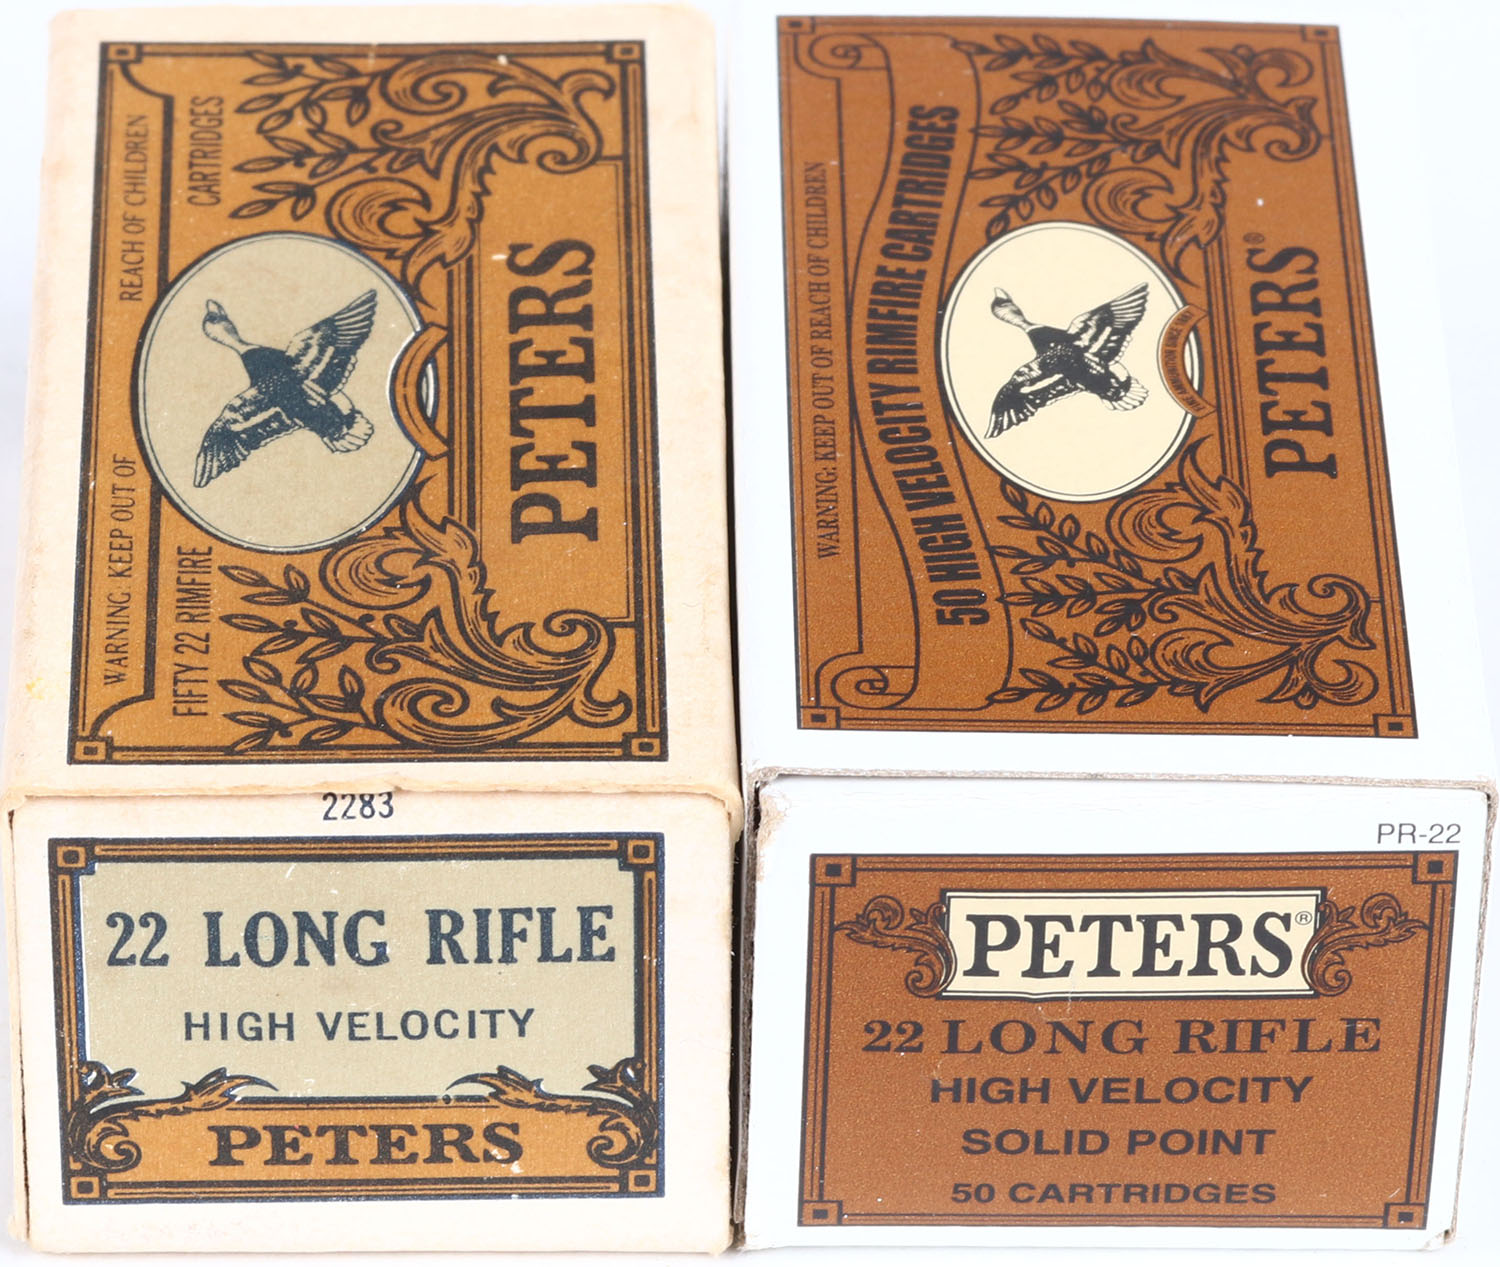 WARNING: KEEP OUT OF REACH OF CHILDREN
FIFTY 22 RIMFIRE CARTRIDGES
PETERS
2283
22 LONG RIFLE
HIGH VELOCITY
PETERS
WARNING: KEEP OUT OF REACH OF CHILDREN
50 HIGH VELOCITY RIMFIRE CARTRIDGES
PETERS®
PR-22
PETERS®
22 LONG RIFLE
HIGH VELOCITY
SOLID POINT
50 CARTRIDGES